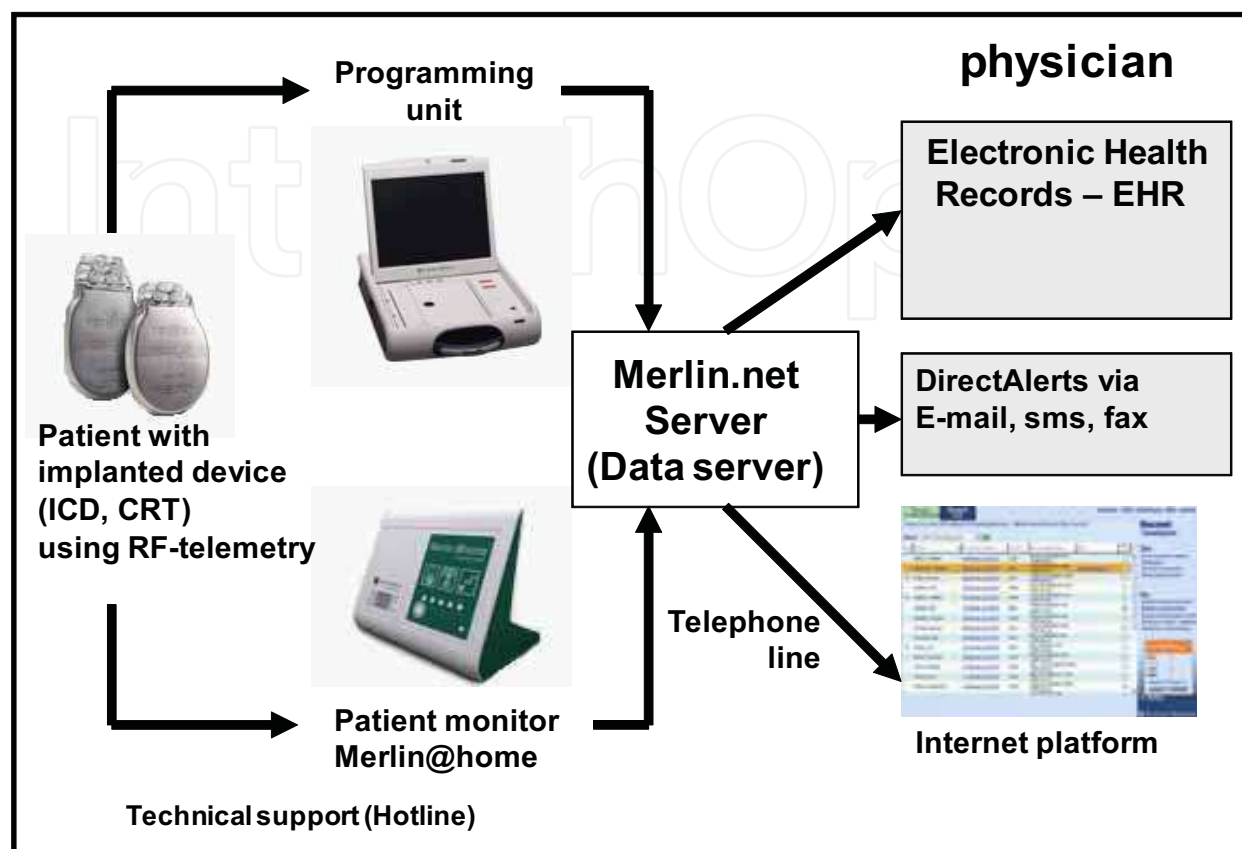 physician
Programming
unit
Electronic Health
Records – EHR
Merlin.net
Server
(Data server)
DirectAlerts via
E-mail, sms, fax
Patient with
implanted device
(ICD, CRT)
using RF-telemetry
Telephone
line
Patient monitor
Merlin@home
Internet platform
Technical support (Hotline)